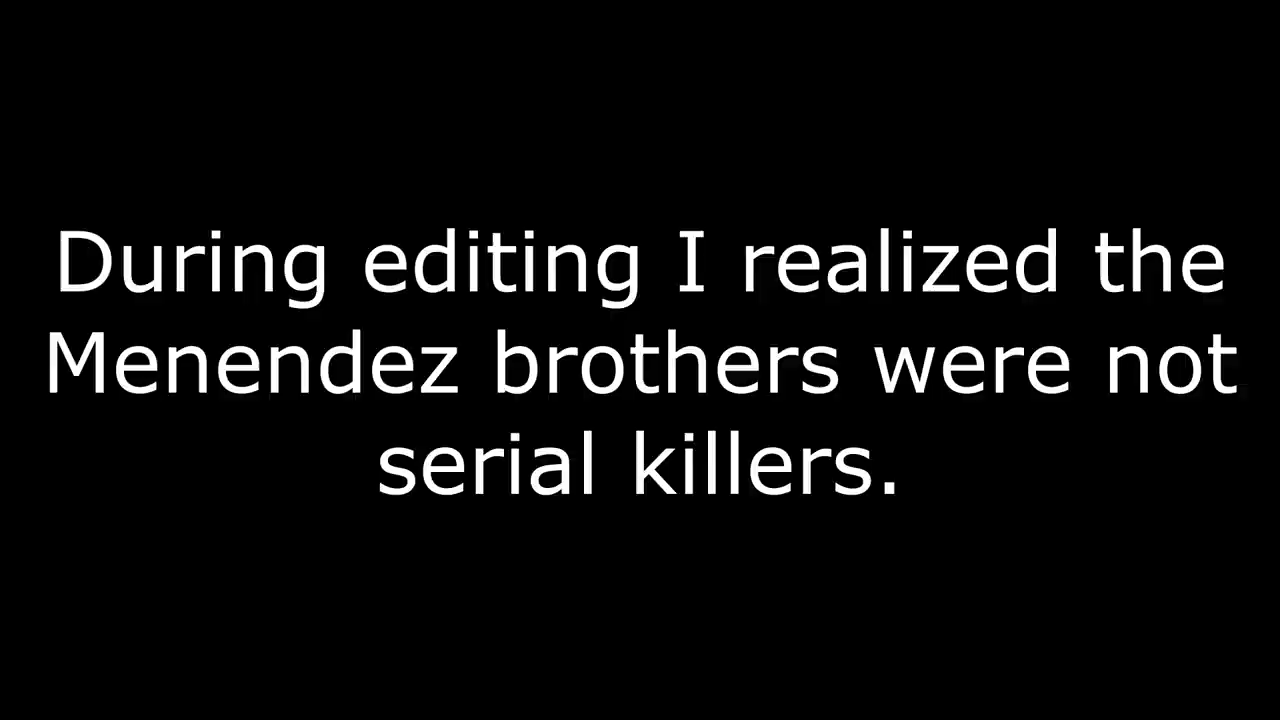 During editing I realized the
Menendez brothers were not
serial killers.